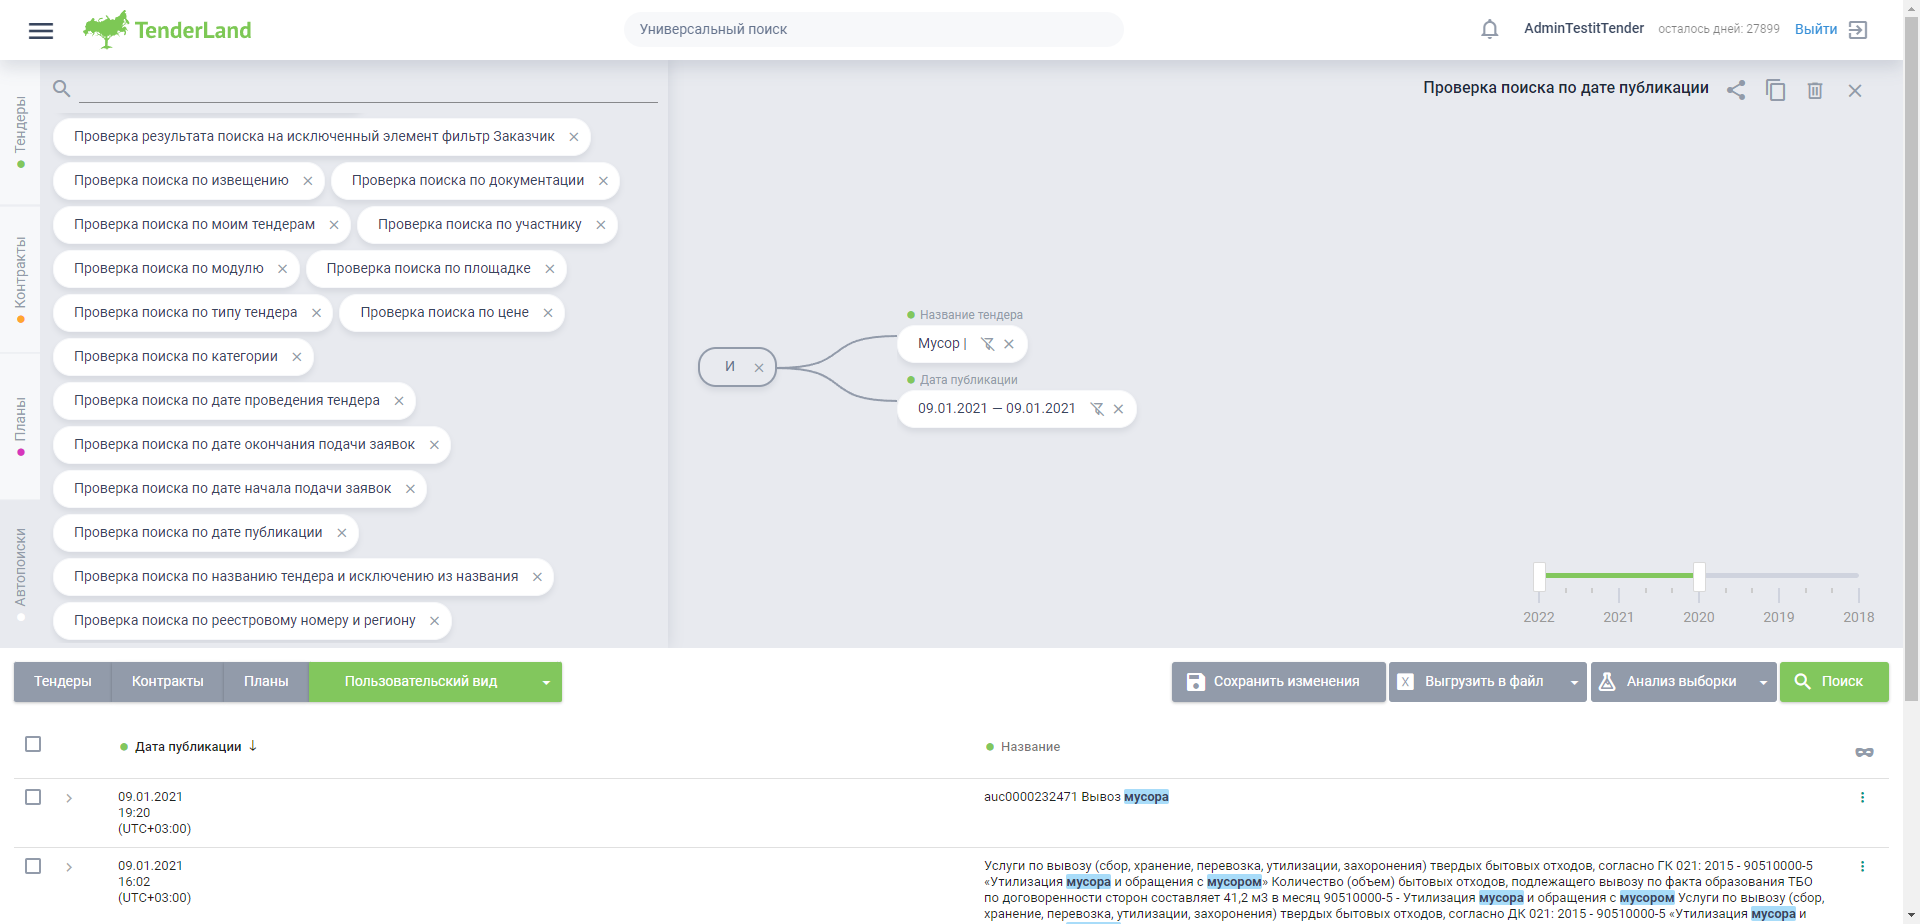 TenderLand
Универсальный поиск
AdminTestitTender
осталось дней: 27899
Выйти
Тендеры
Контракты
Планы
Автопоиски
Проверка результата поиска на исключенный элемент фильтр Заказчик
Проверка поиска по извещению
Проверка поиска по документации
Проверка поиска по моим тендерам
Проверка поиска по участнику
Проверка поиска по модулю
Проверка поиска по площадке
Проверка поиска по типу тендера
Проверка поиска по цене
Проверка поиска по категории
Проверка поиска по дате проведения тендера
Проверка поиска по дате окончания подачи заявок
Проверка поиска по дате начала подачи заявок
Проверка поиска по дате публикации
Проверка поиска по названию тендера и исключению из названия
Проверка поиска по реестровому номеру и региону
Проверка поиска по дате публикации
И
Название тендера
Мусор |
Дата публикации
09.01.2021 — 09.01.2021
2022 2021 2020 2019 2018
Тендеры
Контракты
Планы
Пользовательский вид
Сохранить изменения
X Выгрузить в файл
Анализ выборки
Поиск
Дата публикации
Название
09.01.2021
19:20
(UTC+03:00)
auc0000232471 Вывоз мусора
09.01.2021
16:02
(UTC+03:00)
Услуги по вывозу (сбор, хранение, перевозка, утилизации, захоронения) твердых бытовых отходов, согласно ГК 021: 2015 - 90510000-5
«Утилизация мусора и обращения с мусором» Количество (объем) бытовых отходов, подлежащего вывозу по факта образования ТБО
по договоренности сторон составляет 41,2 м3 в месяц 90510000-5 - Утилизация мусора и обращения с мусором Услуги по вывозу (сбор,
хранение, перевозка, утилизации, захоронения) твердых бытовых отходов, согласно ДК 021: 2015 - 90510000-5 «Утилизация мусора и